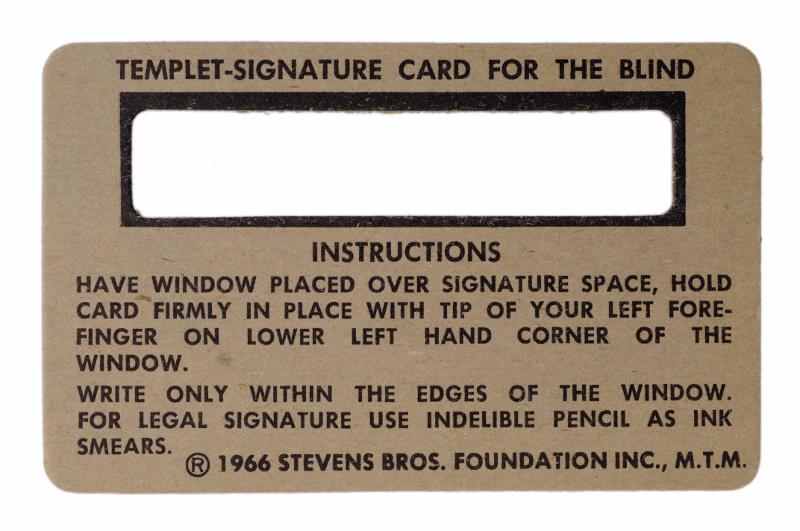 TEMPLET-SIGNATURE CARD FOR THE BLIND
INSTRUCTIONS
HAVE WINDOW PLACED OVER SIGNATURE SPACE, HOLD
CARD FIRMLY IN PLACE WITH TIP OF YOUR LEFT FORE-
FINGER ON LOWER LEFT HAND CORNER OF THE
WINDOW.
WRITE ONLY WITHIN THE EDGES OF THE WINDOW.
FOR LEGAL SIGNATURE USE INDELIBLE PENCIL AS INK
SMEARS.
® 1966 STEVENS BROS. FOUNDATION INC., M.T.M.